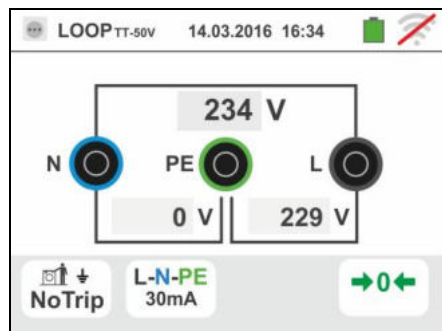 LOOP TT-50V 14.03.2016 16:34
234 V
N PE L
0 V 229 V
NoTrip
L-N-PE
30mA
→0←